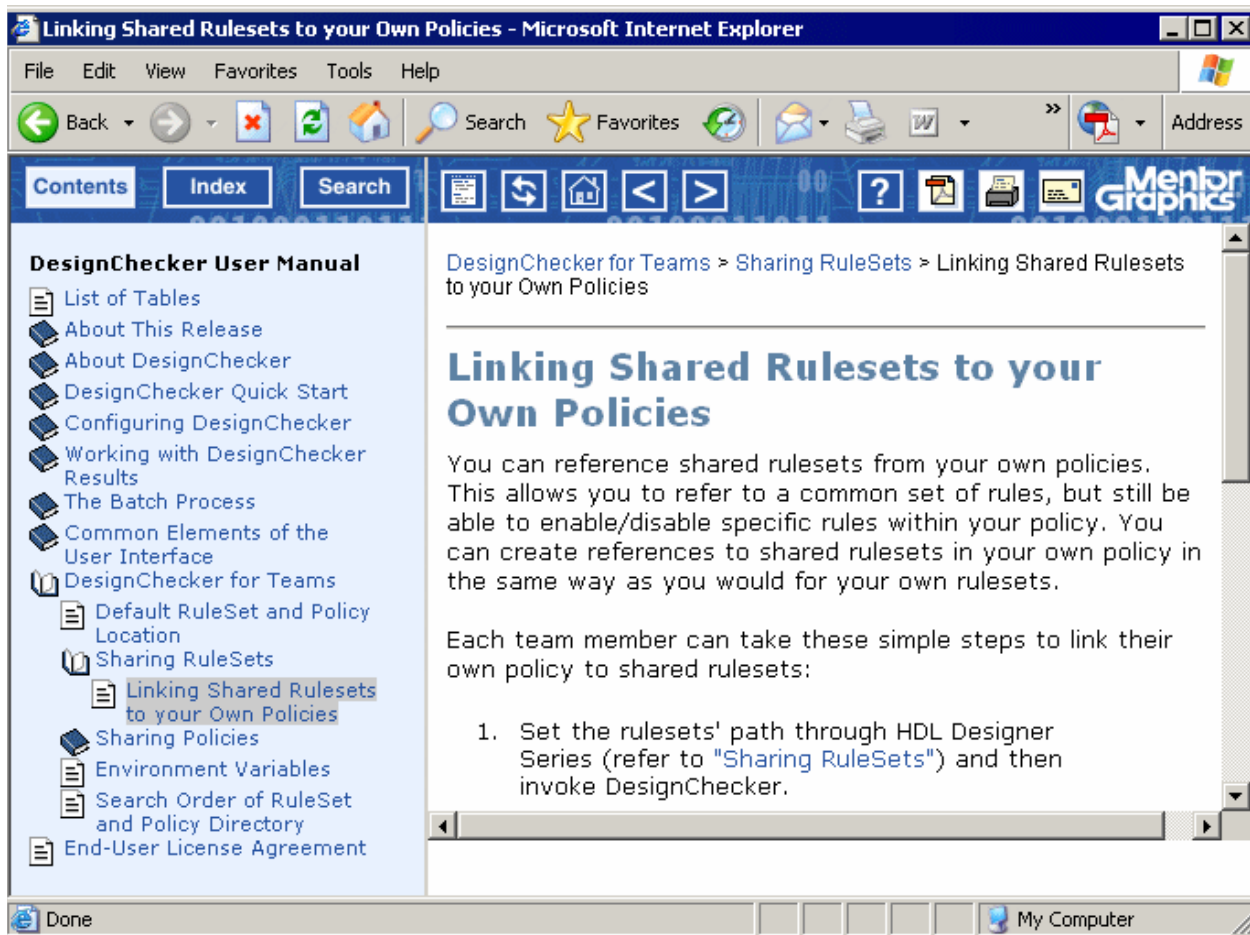 Linking Shared Rulesets to your Own Policies - Microsoft Internet Explorer
File Edit View Favorites Tools Help
Back Search Favorites » Address
Contents Index Search ? Mentor
Graphics
DesignChecker User Manual
List of Tables
About This Release
About DesignChecker
DesignChecker Quick Start
Configuring DesignChecker
Working with DesignChecker
Results
The Batch Process
Common Elements of the
User Interface
DesignChecker for Teams
Default RuleSet and Policy
Location
Sharing RuleSets
Linking Shared Rulesets
to your Own Policies
Sharing Policies
Environment Variables
Search Order of RuleSet
and Policy Directory
End-User License Agreement
DesignChecker for Teams > Sharing RuleSets > Linking Shared Rulesets
to your Own Policies
Linking Shared Rulesets to your
Own Policies
You can reference shared rulesets from your own policies.
This allows you to refer to a common set of rules, but still be
able to enable/disable specific rules within your policy. You
can create references to shared rulesets in your own policy in
the same way as you would for your own rulesets.
Each team member can take these simple steps to link their
own policy to shared rulesets:
1. Set the rulesets' path through HDL Designer
Series (refer to "Sharing RuleSets") and then
invoke DesignChecker.
Done My Computer